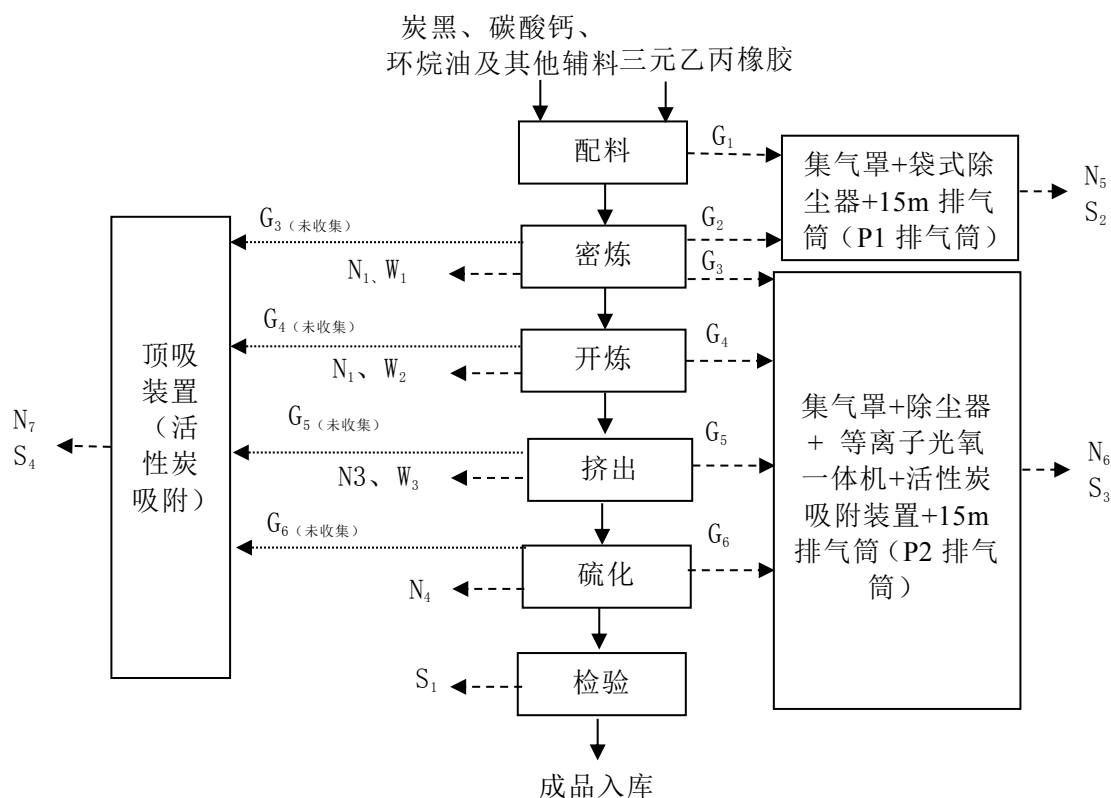 炭黑、碳酸钙、
环烷油及其他辅料三元乙丙橡胶
配料
G₁
集气罩+袋式除
尘器+15m 排气
筒（P1 排气筒）
N₅
S₂
G₃（未收集）
G₂
密炼
N₁、W₁
G₃
G₄（未收集）
G₄
开炼
N₁、W₂
顶吸
装置
（活
性炭
吸附）
N₇
S₄
G₅（未收集）
G₅
挤出
N3、W₃
集气罩+除尘器
+ 等离子光氧
一体机+活性炭
吸附装置+15m
排气筒（P2 排气
筒）
N₆
S₃
G₆（未收集）
G₆
硫化
N₄
S₁
检验
成品入库